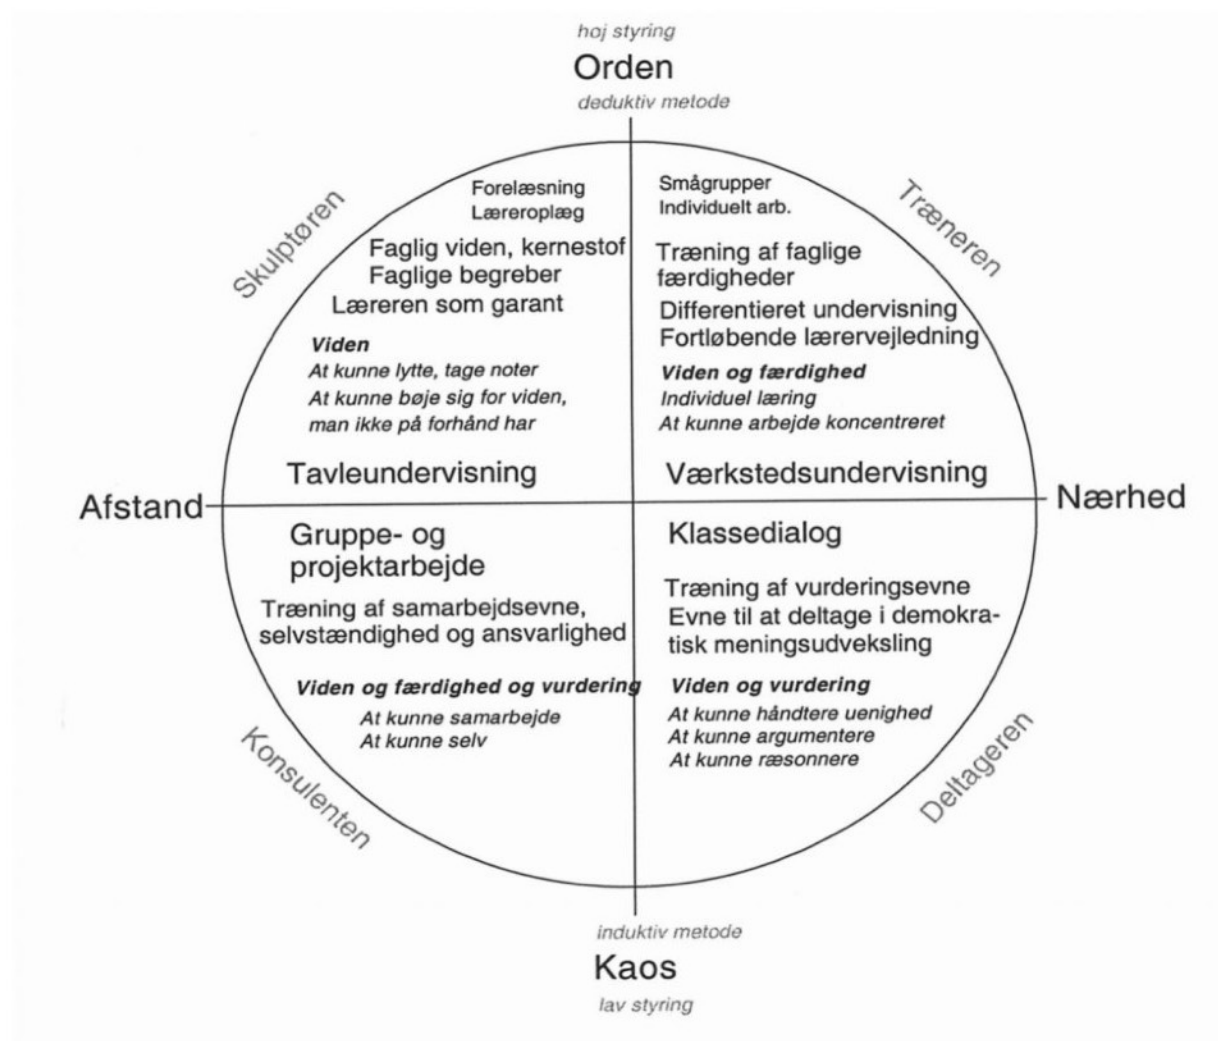 høj styring
Orden
deduktiv metode
Skulptøren
Forelæsning
Læreroplæg
Faglig viden, kernestof
Faglige begreber
Læreren som garant
Viden
At kunne lytte, tage noter
At kunne bøje sig for viden,
man ikke på forhånd har
Tavleundervisning
Træneren
Smågrupper
Individuelt arb.
Træning af faglige
færdigheder
Differentieret undervisning
Fortløbende lærervejledning
Viden og færdighed
Individuel læring
At kunne arbejde koncentreret
Værkstedsundervisning
Afstand
Nærhed
Gruppe- og
projektarbejde
Træning af samarbejdsevne,
selvstændighed og ansvarlighed
Viden og færdighed og vurdering
At kunne samarbejde
At kunne selv
Konsulenten
Klassedialog
Træning af vurderingsevne
Evne til at deltage i demokra-
tisk meningsudveksling
Viden og vurdering
At kunne håndtere uenighed
At kunne argumentere
At kunne ræsonnere
Deltageren
induktiv metode
Kaos
lav styring